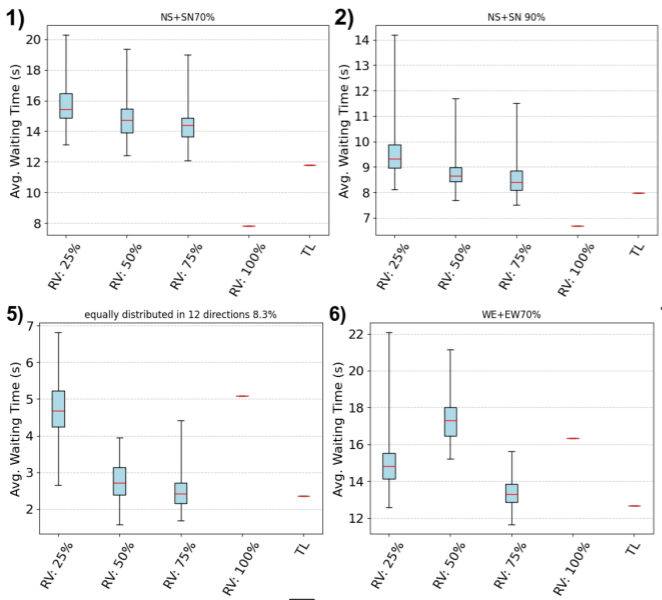 1) NS+SN70%
Avg. Waiting Time (s)
20
18
16
14
12
10
8
RV: 25%
RV: 50%
RV: 75%
RV: 100%
TL
2) NS+SN 90%
Avg. Waiting Time (s)
14
13
12
11
10
9
8
7
RV: 25%
RV: 50%
RV: 75%
RV: 100%
TL
5) equally distributed in 12 directions 8.3%
Avg. Waiting Time (s)
7
6
5
4
3
2
RV: 25%
RV: 50%
RV: 75%
RV: 100%
TL
6) WE+EW70%
Avg. Waiting Time (s)
22
20
18
16
14
12
RV: 25%
RV: 50%
RV: 75%
RV: 100%
TL